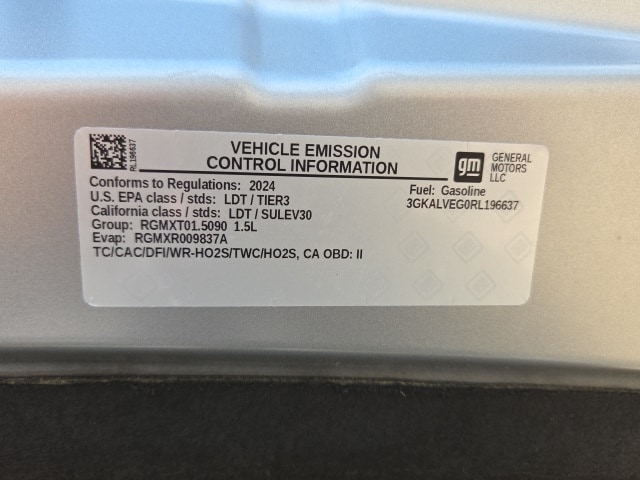 RL196637
VEHICLE EMISSION
CONTROL INFORMATION
gm
GENERAL
MOTORS
LLC
Conforms to Regulations: 2024
Fuel: Gasoline
U.S. EPA class / stds: LDT / TIER3
3GKALVEG0RL196637
California class / stds: LDT / SULEV30
Group: RGMXT01.5090 1.5L
Evap: RGMXR009837A
TC/CAC/DFI/WR-HO2S/TWC/HO2S, CA OBD: II